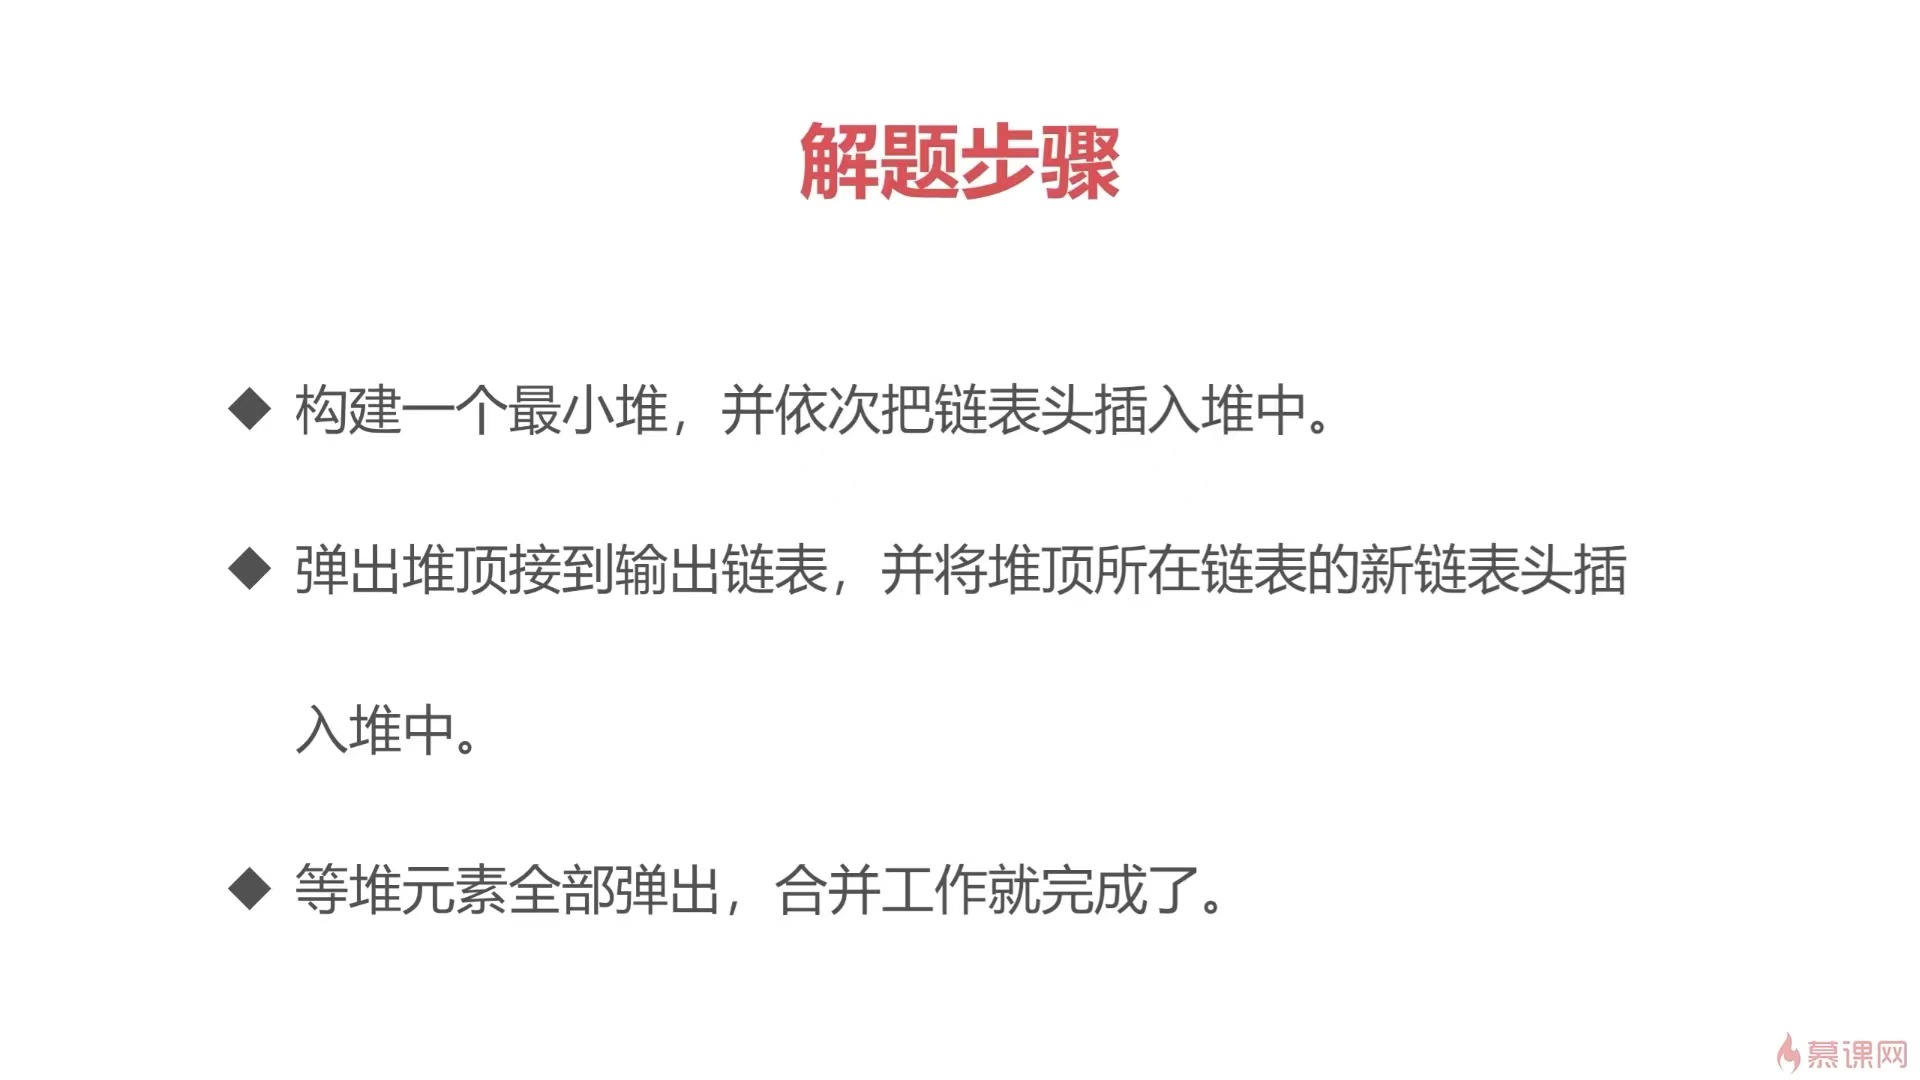 解题步骤
◆ 构建一个最小堆，并依次把链表头插入堆中。
◆ 弹出堆顶接到输出链表，并将堆顶所在链表的新链表头插
入堆中。
◆ 等堆元素全部弹出，合并工作就完成了。
慕课网